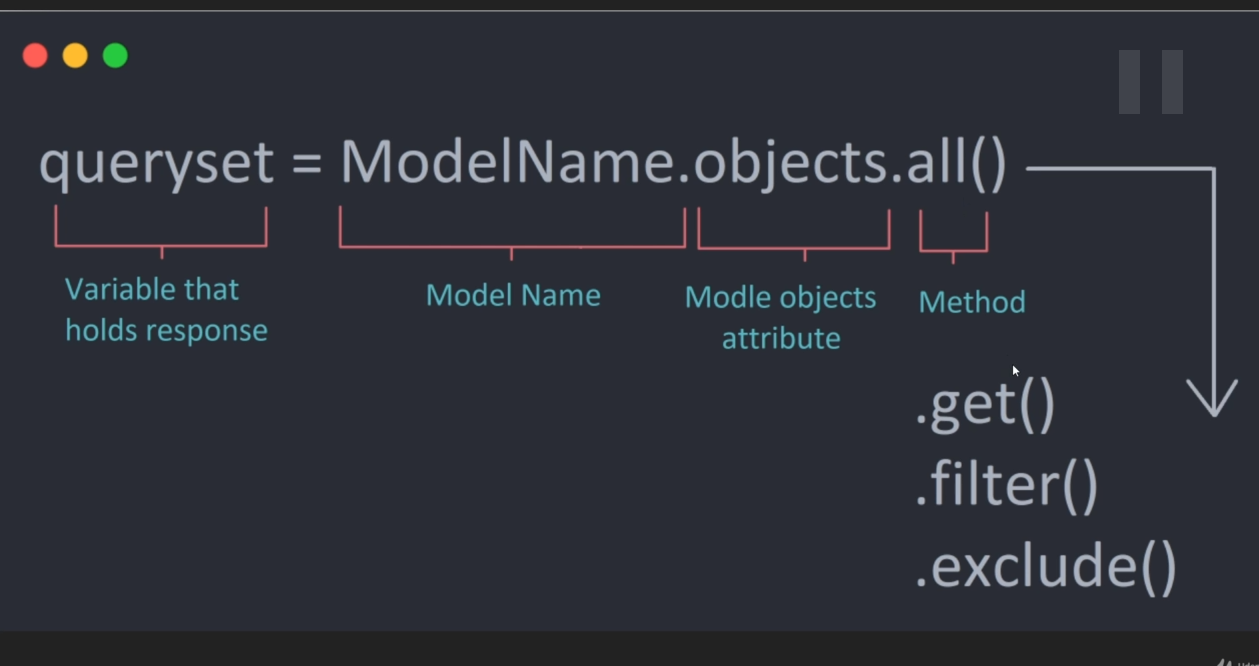 queryset = ModelName.objects.all()
Variable that
holds response
Model Name
Modle objects
attribute
Method
.get()
.filter()
.exclude()